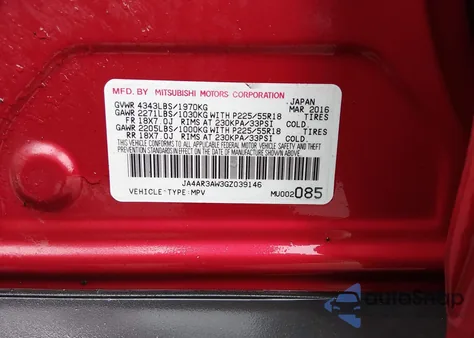 MFD. BY MITSUBISHI MOTORS CORPORATION
GVWR 4343LBS/1970KG JAPAN MAR 2016
GAWR 2271LBS/1030KG WITH P225/55R18 TIRES
FR 18X7.0J RIMS AT 230KPA/33PSI COLD.
GAWR 2205LBS/1000KG WITH P225/55R18 TIRES
RR 18X7.0J RIMS AT 230KPA/33PSI COLD.
THIS VEHICLE CONFORMS TO ALL APPLICABLE FEDERAL
MOTOR VEHICLE SAFETY, BUMPER, AND THEFT
PREVENTION STANDARDS IN EFFECT ON THE DATE OF MANUFACTURE SHOWN ABOVE.
JA4AR3AW3GZ039146
VEHICLE-TYPE:MPV MU002085
AutoSnap